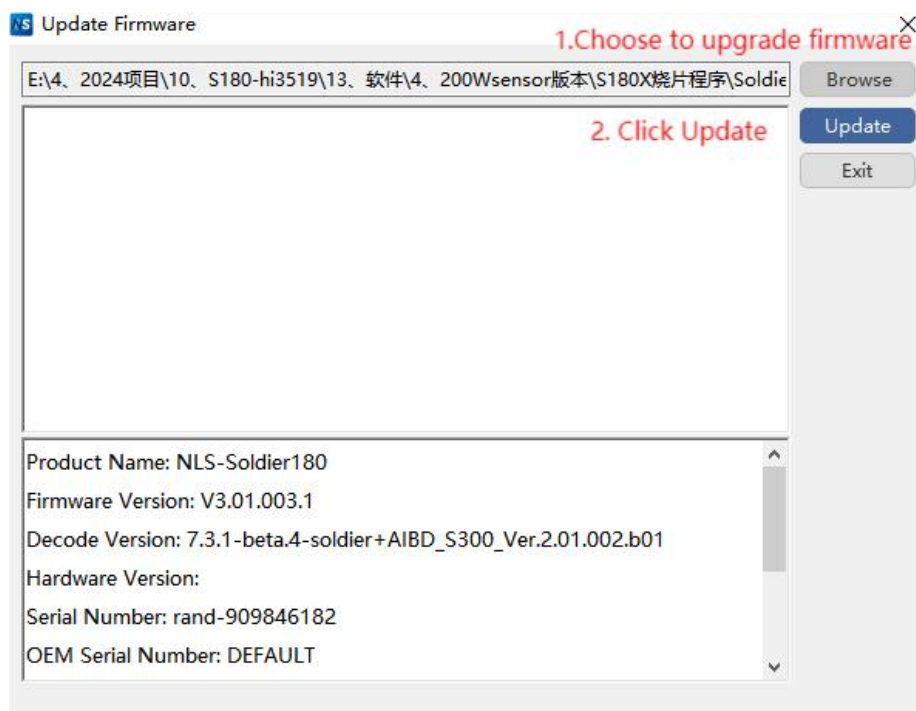 NS Update Firmware
1.Choose to upgrade firmware
E:\4、2024项目\10、S180-hi3519\13、软件\4、200Wsensor版本\S180X烧片程序\Soldie
Browse
2. Click Update
Update
Exit
Product Name: NLS-Soldier180
Firmware Version: V3.01.003.1
Decode Version: 7.3.1-beta.4-soldier+AIBD_S300_Ver.2.01.002.b01
Hardware Version:
Serial Number: rand-909846182
OEM Serial Number: DEFAULT